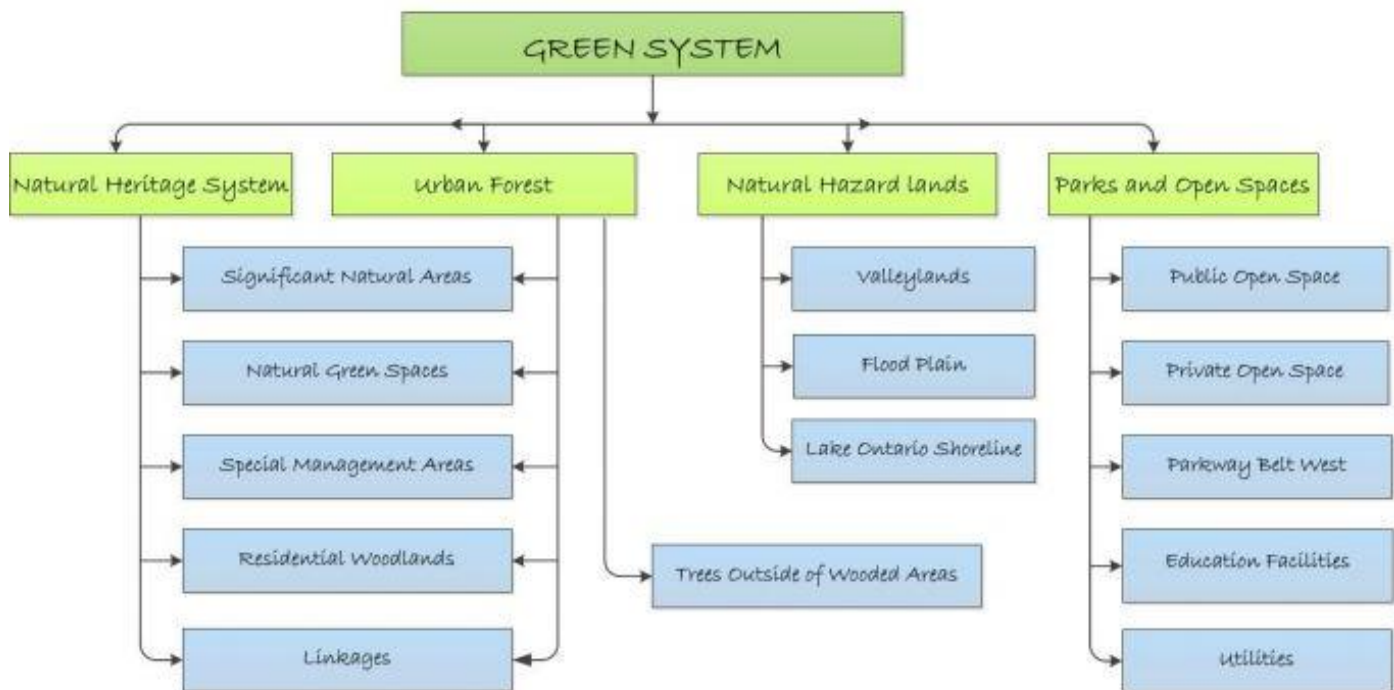 GREEN SYSTEM
Natural Heritage System
Urban Forest
Natural Hazard lands
Parks and Open Spaces
Significant Natural Areas
Natural Green Spaces
Special Management Areas
Residential Woodlands
Linkages
Trees Outside of Wooded Areas
Valleylands
Flood Plain
Lake Ontario Shoreline
Public Open Space
Private Open Space
Parkway Belt West
Education Facilities
Utilities